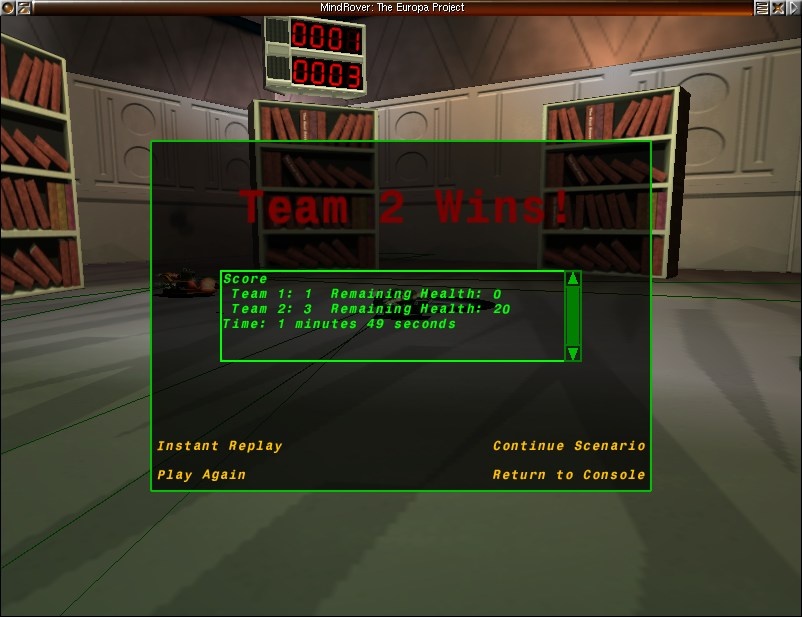 MindRover: The Europa Project
0001
0003
Team 2 Wins!
Score
Team 1: 1 Remaining Health: 0
Team 2: 3 Remaining Health: 20
Time: 1 minutes 49 seconds
Instant Replay
Continue Scenario
Play Again
Return to Console